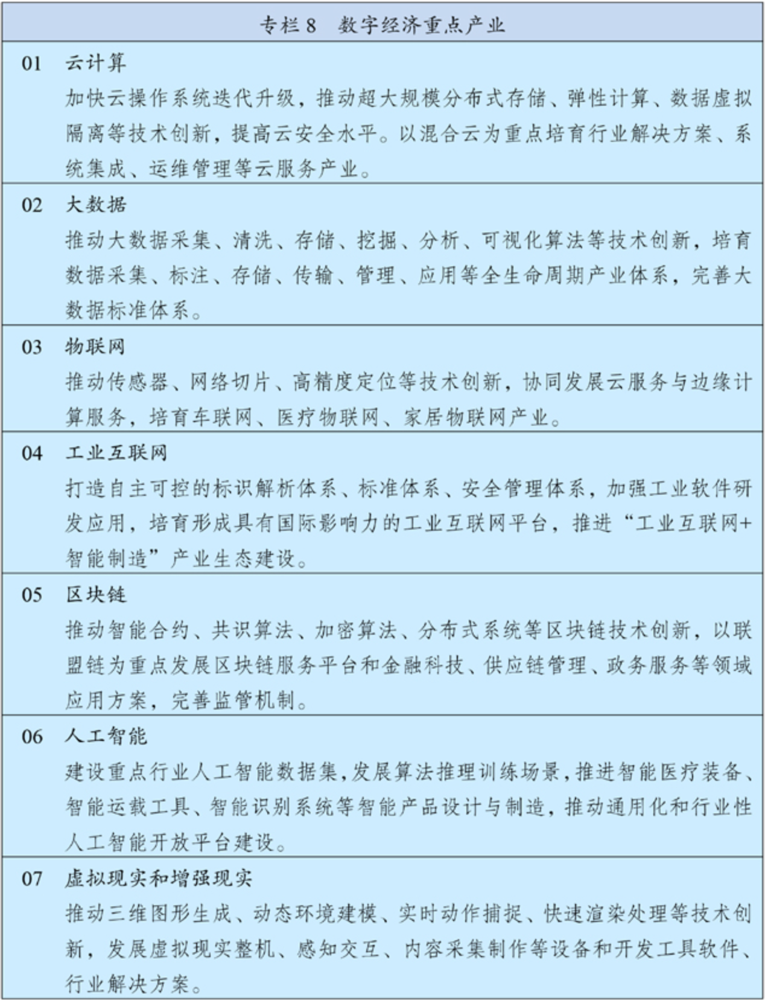 专栏 8　数字经济重点产业
01　云计算
加快云操作系统迭代升级，推动超大规模分布式存储、弹性计算、数据虚拟
隔离等技术创新，提高云安全水平。以混合云为重点培育行业解决方案、系
统集成、运维管理等云服务产业。
02　大数据
推动大数据采集、清洗、存储、挖掘、分析、可视化算法等技术创新，培育
数据采集、标注、存储、传输、管理、应用等全生命周期产业体系，完善大
数据标准体系。
03　物联网
推动传感器、网络切片、高精度定位等技术创新，协同发展云服务与边缘计
算服务，培育车联网、医疗物联网、家居物联网产业。
04　工业互联网
打造自主可控的标识解析体系、标准体系、安全管理体系，加强工业软件研
发应用，培育形成具有国际影响力的工业互联网平台，推进“工业互联网+
智能制造”产业生态建设。
05　区块链
推动智能合约、共识算法、加密算法、分布式系统等区块链技术创新，以联
盟链为重点发展区块链服务平台和金融科技、供应链管理、政务服务等领域
应用方案，完善监管机制。
06　人工智能
建设重点行业人工智能数据集，发展算法推理训练场景，推进智能医疗装备、
智能运载工具、智能识别系统等智能产品设计与制造，推动通用化和行业性
人工智能开放平台建设。
07　虚拟现实和增强现实
推动三维图形生成、动态环境建模、实时动作捕捉、快速渲染处理等技术创
新，发展虚拟现实整机、感知交互、内容采集制作等设备和开发工具软件、
行业解决方案。